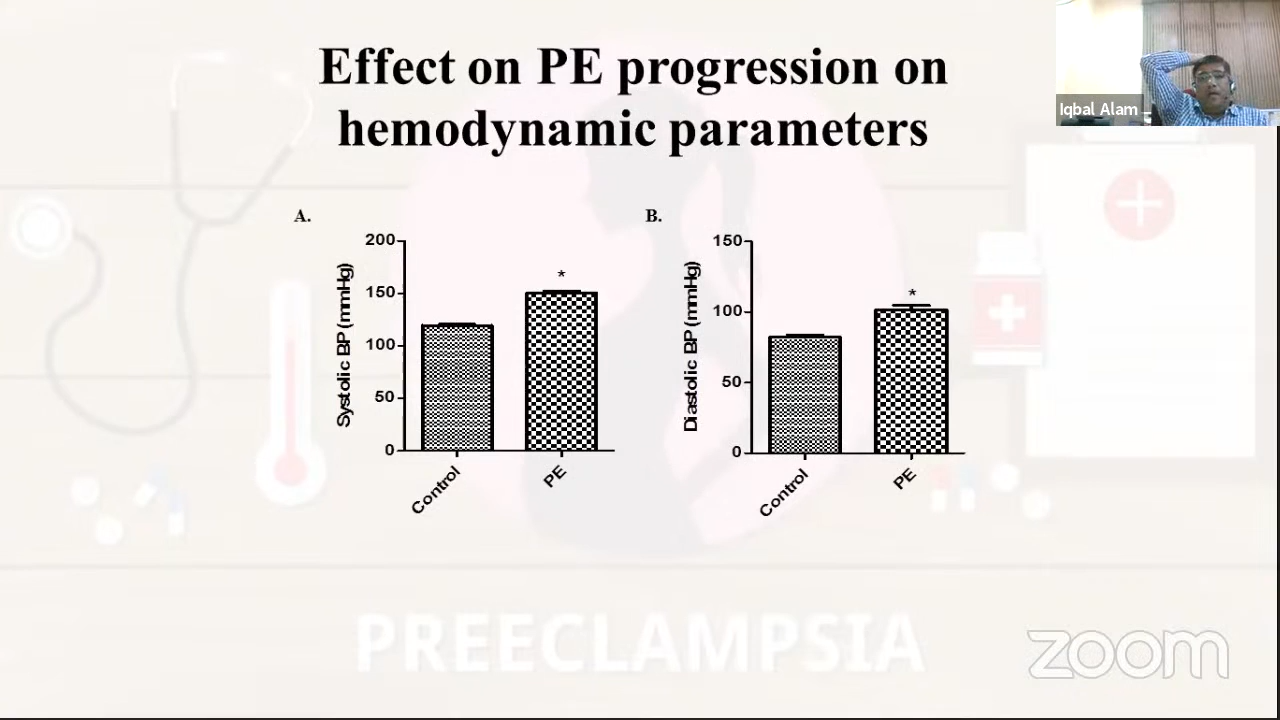 Effect on PE progression on
hemodynamic parameters
Iqbal Alam
A.
Systolic BP (mmHg)
200
150
100
50
0
*
Control
PE
B.
Diastolic BP (mmHg)
150
100
50
0
*
Control
PE
PREECLAMPSIA
zoom